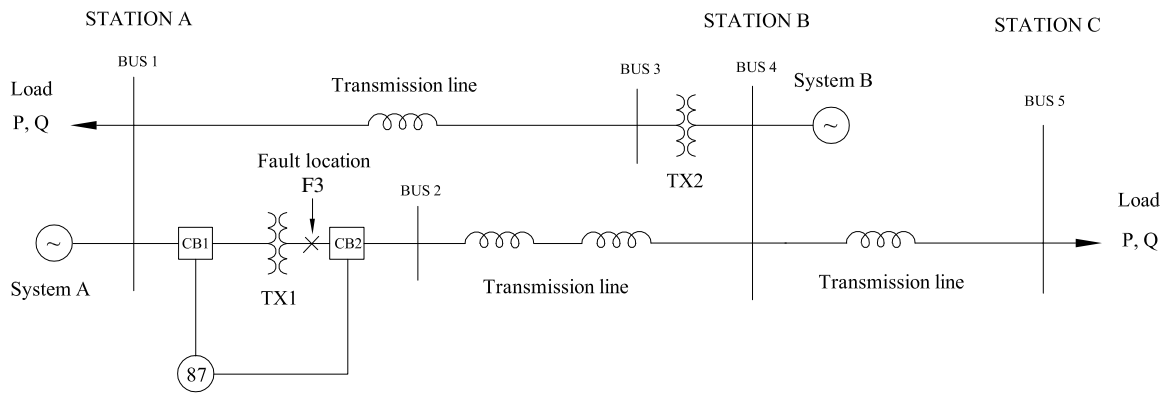 STATION A
STATION B
STATION C
BUS 1
BUS 3
BUS 4
Load
Transmission line
System B
BUS 5
P, Q
~
Fault location
F3
TX2
BUS 2
Load
~
CB1
CB2
P, Q
System A
TX1
Transmission line
Transmission line
87